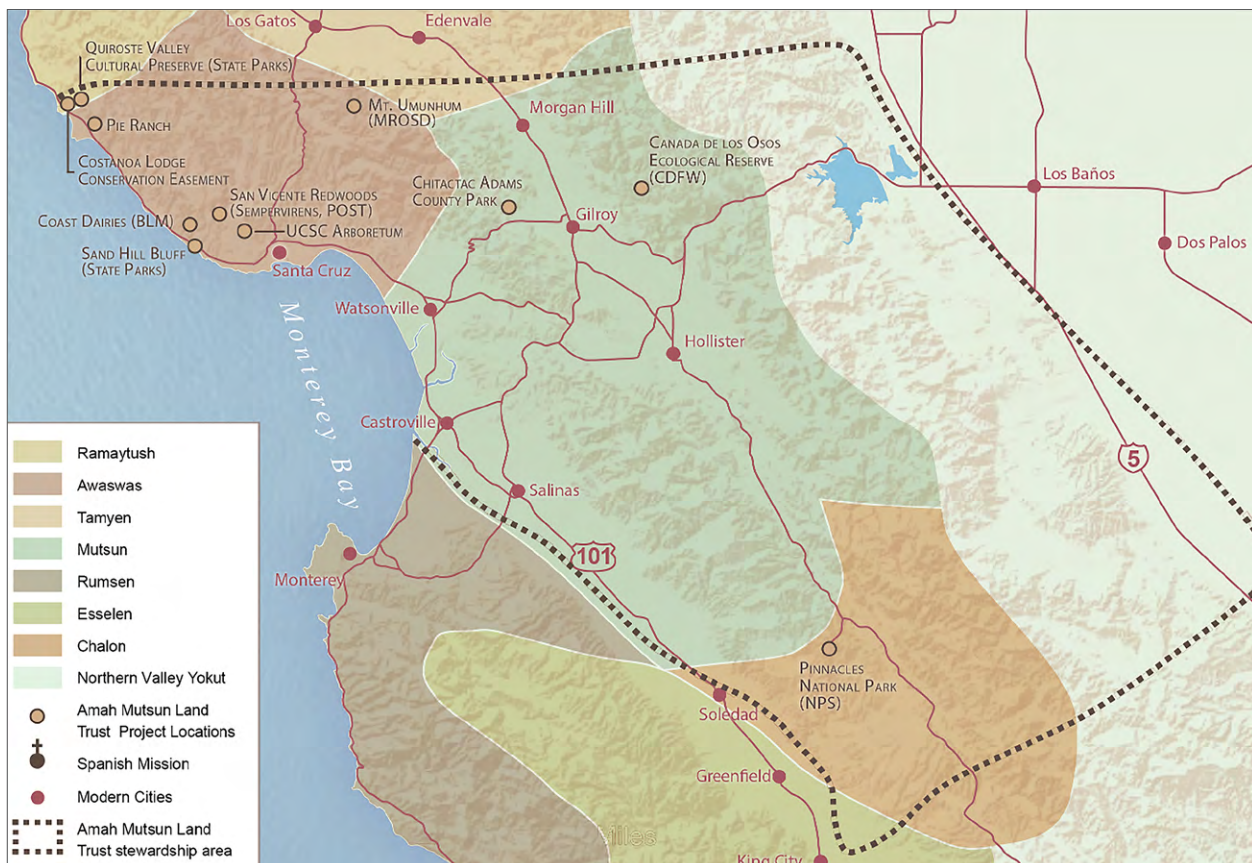 Los Gatos
Edenvale
Quiroste Valley
Cultural Preserve (State Parks)
Mt. Umunhum
(MROSD)
Morgan Hill
Pie Ranch
Costanoa Lodge
Conservation Easement
Canada de los Osos
Ecological Reserve
(CDFW)
Los Baños
San Vicente Redwoods
(Sempervirens, POST)
Chitactac Adams
County Park
Coast Dairies (BLM)
UCSC Arboretum
Gilroy
Dos Palos
Sand Hill Bluff
(State Parks)
Santa Cruz
Watsonville
Monterey Bay
Hollister
Castroville
5
Salinas
101
Monterey
Pinnacles
National Park
(NPS)
Soledad
Greenfield
Miles
King City
Ramaytush
Awaswas
Tamyen
Mutsun
Rumsen
Esselen
Chalon
Northern Valley Yokut
Amah Mutsun Land
Trust Project Locations
Spanish Mission
Modern Cities
Amah Mutsun Land
Trust stewardship area